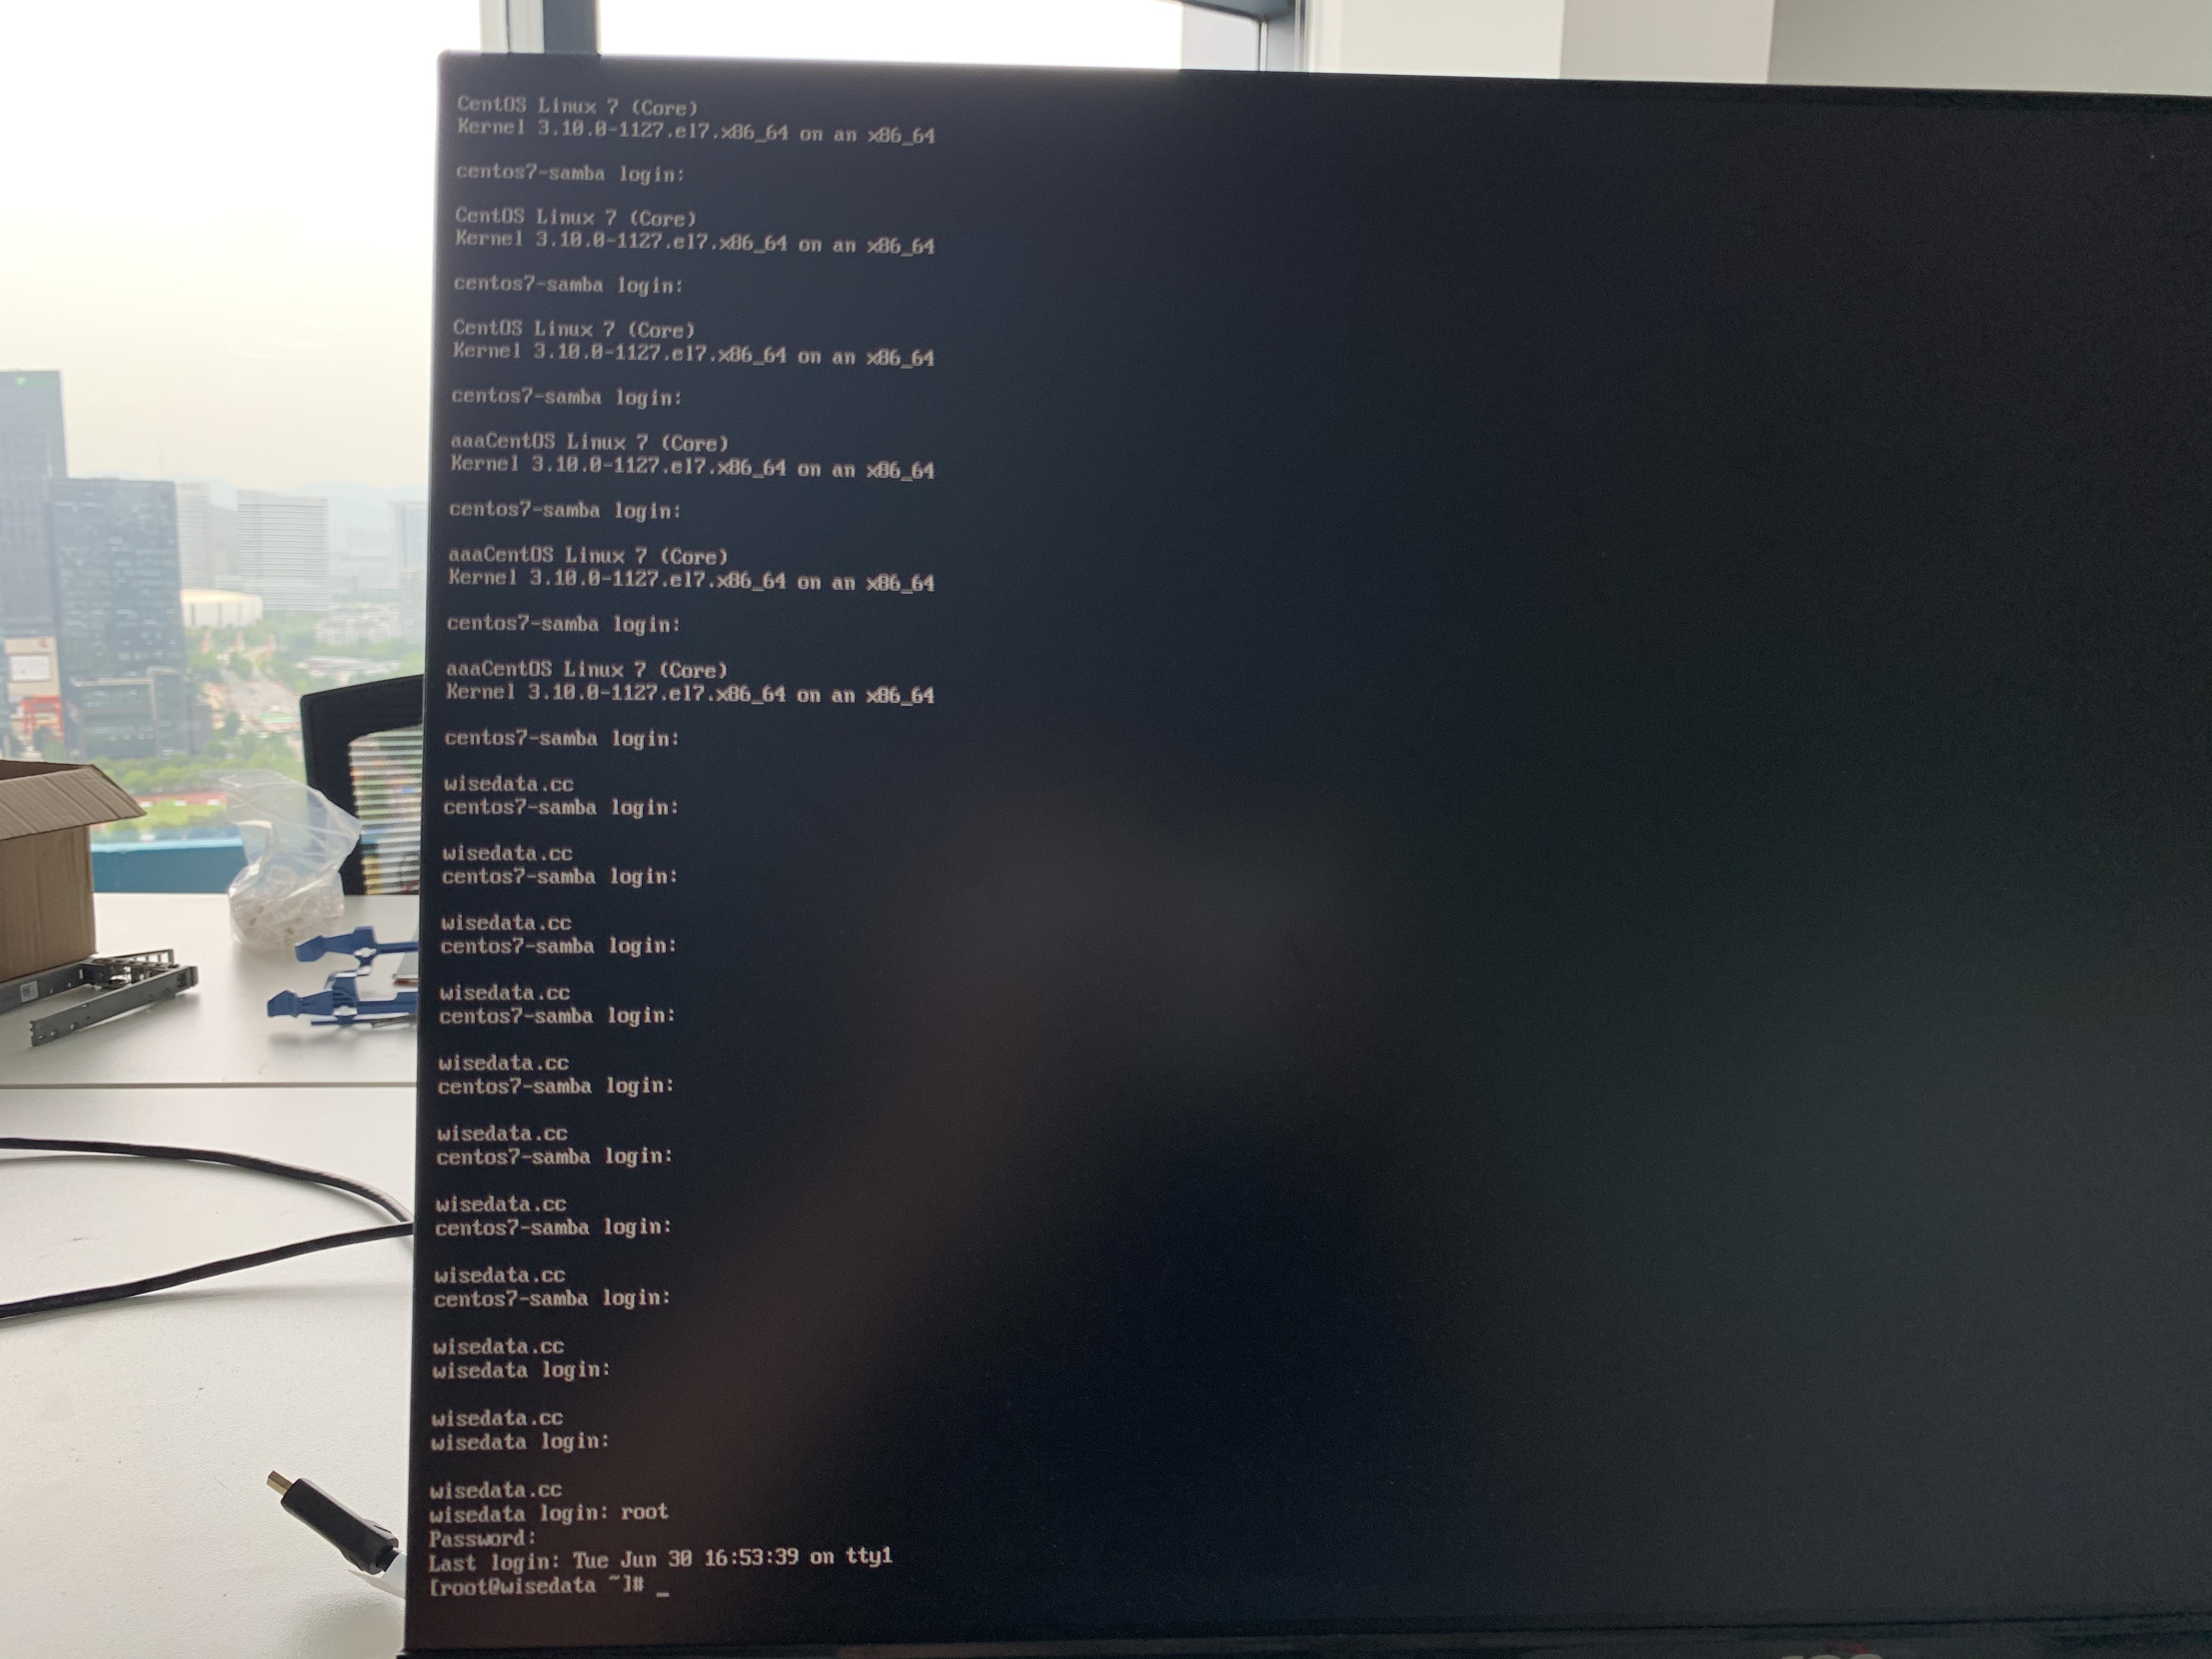 CentOS Linux 7 (Core)
Kernel 3.10.0-1127.el7.x86_64 on an x86_64
centos7-samba login:
CentOS Linux 7 (Core)
Kernel 3.10.0-1127.el7.x86_64 on an x86_64
centos7-samba login:
CentOS Linux 7 (Core)
Kernel 3.10.0-1127.el7.x86_64 on an x86_64
centos7-samba login:
aaaCentOS Linux 7 (Core)
Kernel 3.10.0-1127.el7.x86_64 on an x86_64
centos7-samba login:
aaaCentOS Linux 7 (Core)
Kernel 3.10.0-1127.el7.x86_64 on an x86_64
centos7-samba login:
aaaCentOS Linux 7 (Core)
Kernel 3.10.0-1127.el7.x86_64 on an x86_64
centos7-samba login:
wisedata.cc
centos7-samba login:
wisedata.cc
centos7-samba login:
wisedata.cc
centos7-samba login:
wisedata.cc
centos7-samba login:
wisedata.cc
centos7-samba login:
wisedata.cc
centos7-samba login:
wisedata.cc
centos7-samba login:
wisedata.cc
centos7-samba login:
wisedata.cc
wisedata login:
wisedata.cc
wisedata login:
wisedata.cc
wisedata login: root
Password:
Last login: Tue Jun 30 16:53:39 on tty1
[root@wisedata ~]# _